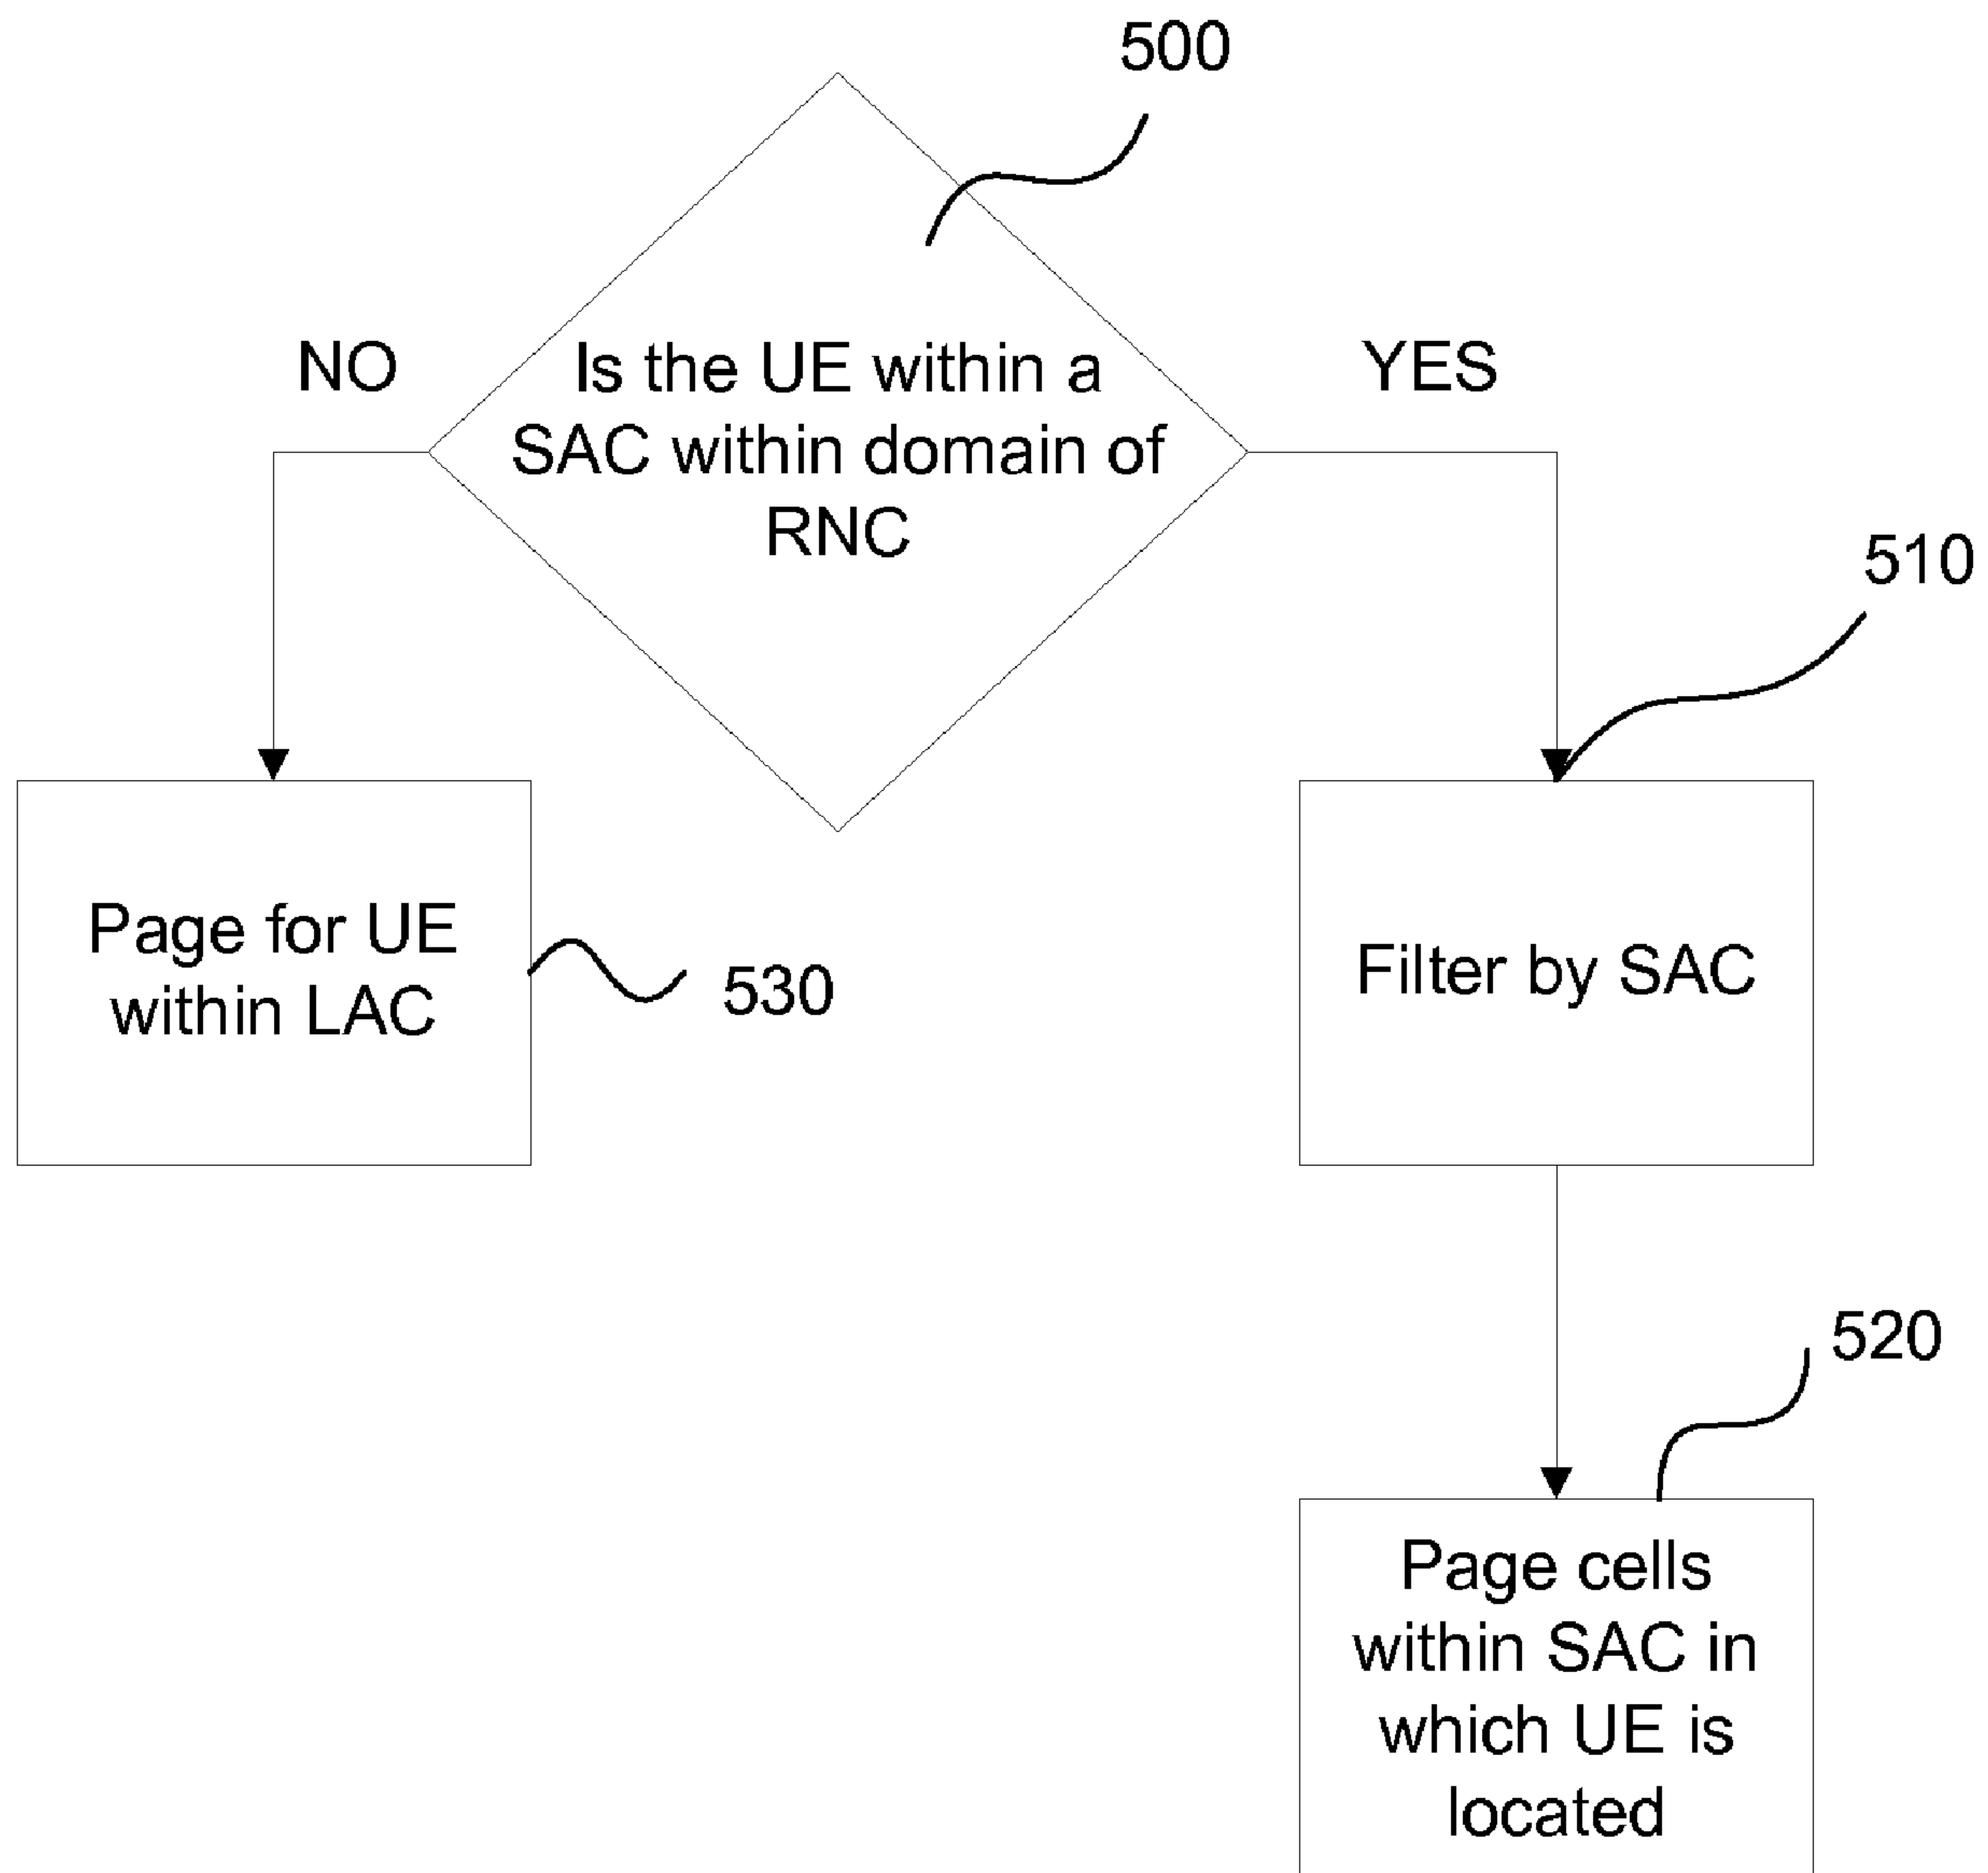 500
NO
Is the UE within a
SAC within domain of
RNC
YES
510
Page for UE
within LAC
530
Filter by SAC
520
Page cells
within SAC in
which UE is
located